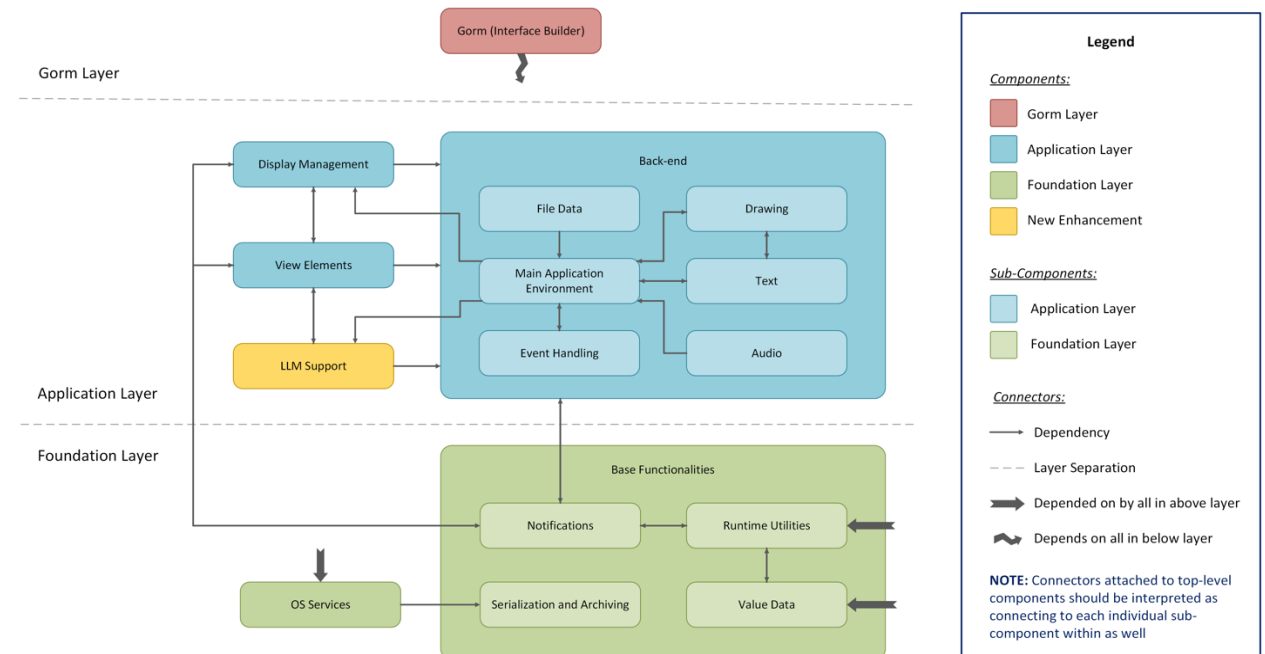 Gorm (Interface Builder)
Gorm Layer
Display Management
Back-end
File Data
Drawing
View Elements
Main Application
Environment
Text
LLM Support
Event Handling
Audio
Application Layer
Foundation Layer
Base Functionalities
Notifications
Runtime Utilities
OS Services
Serialization and Archiving
Value Data
Legend
Components:
Gorm Layer
Application Layer
Foundation Layer
New Enhancement
Sub-Components:
Application Layer
Foundation Layer
Connectors:
Dependency
Layer Separation
Depended on by all in above layer
Depends on all in below layer
NOTE: Connectors attached to top-level
components should be interpreted as
connecting to each individual sub-
component within as well